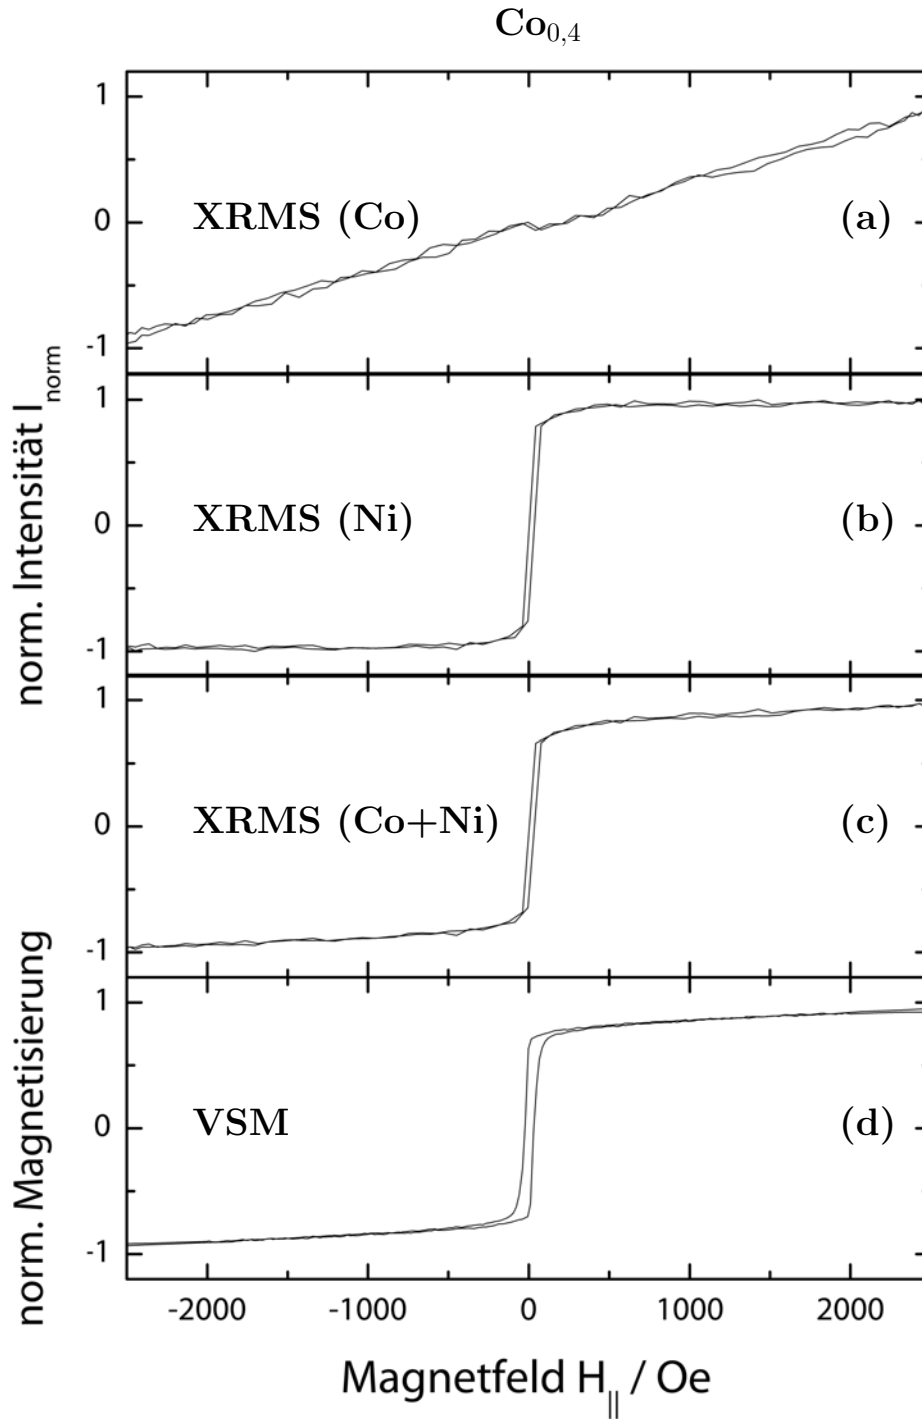 Co0,4
1
0
-1
XRMS (Co)
(a)
1
0
-1
XRMS (Ni)
(b)
norm. Intensität Inorm
1
0
-1
XRMS (Co+Ni)
(c)
1
0
-1
VSM
(d)
norm. Magnetisierung
-2000 -1000 0 1000 2000
Magnetfeld H|| / Oe